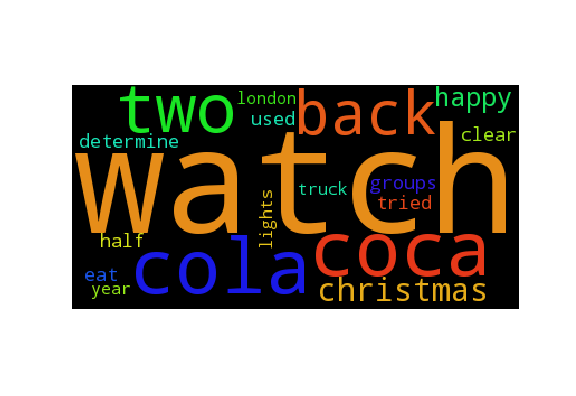 two
london
used
back
happy
determine
clear
watch
lights
truck
groups
tried
half
cola
coca
eat
year
christmas